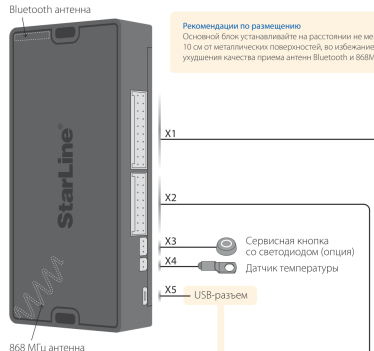 Bluetooth антенна
Рекомендации по размещению
Основной блок устанавливайте на расстоянии не ме
10 см от металлических поверхностей, во избежание
ухудшения качества приема антенн Bluetooth и 868М
StarLine®
X1
X2
X3
Сервисная кнопка
со светодиодом (опция)
X4
Датчик температуры
X5
USB-разъем
868 МГц антенна